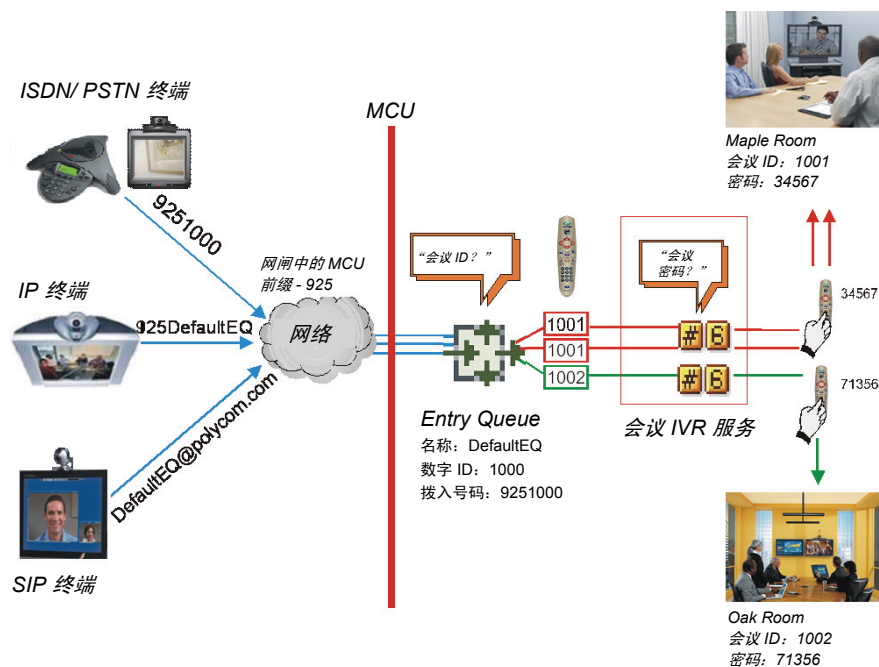 ISDN/ PSTN 终端
MCU
9251000
网闸中的 MCU
前缀 - 925
IP 终端
925DefaultEQ
网络
DefaultEQ@polycom.com
SIP 终端
“会议 ID？”
1001
1001
1002
Entry Queue
名称：DefaultEQ
数字 ID：1000
拨入号码：9251000
“会议
密码？”
# 6
# 6
会议 IVR 服务
Maple Room
会议 ID：1001
密码：34567
34567
71356
Oak Room
会议 ID：1002
密码：71356